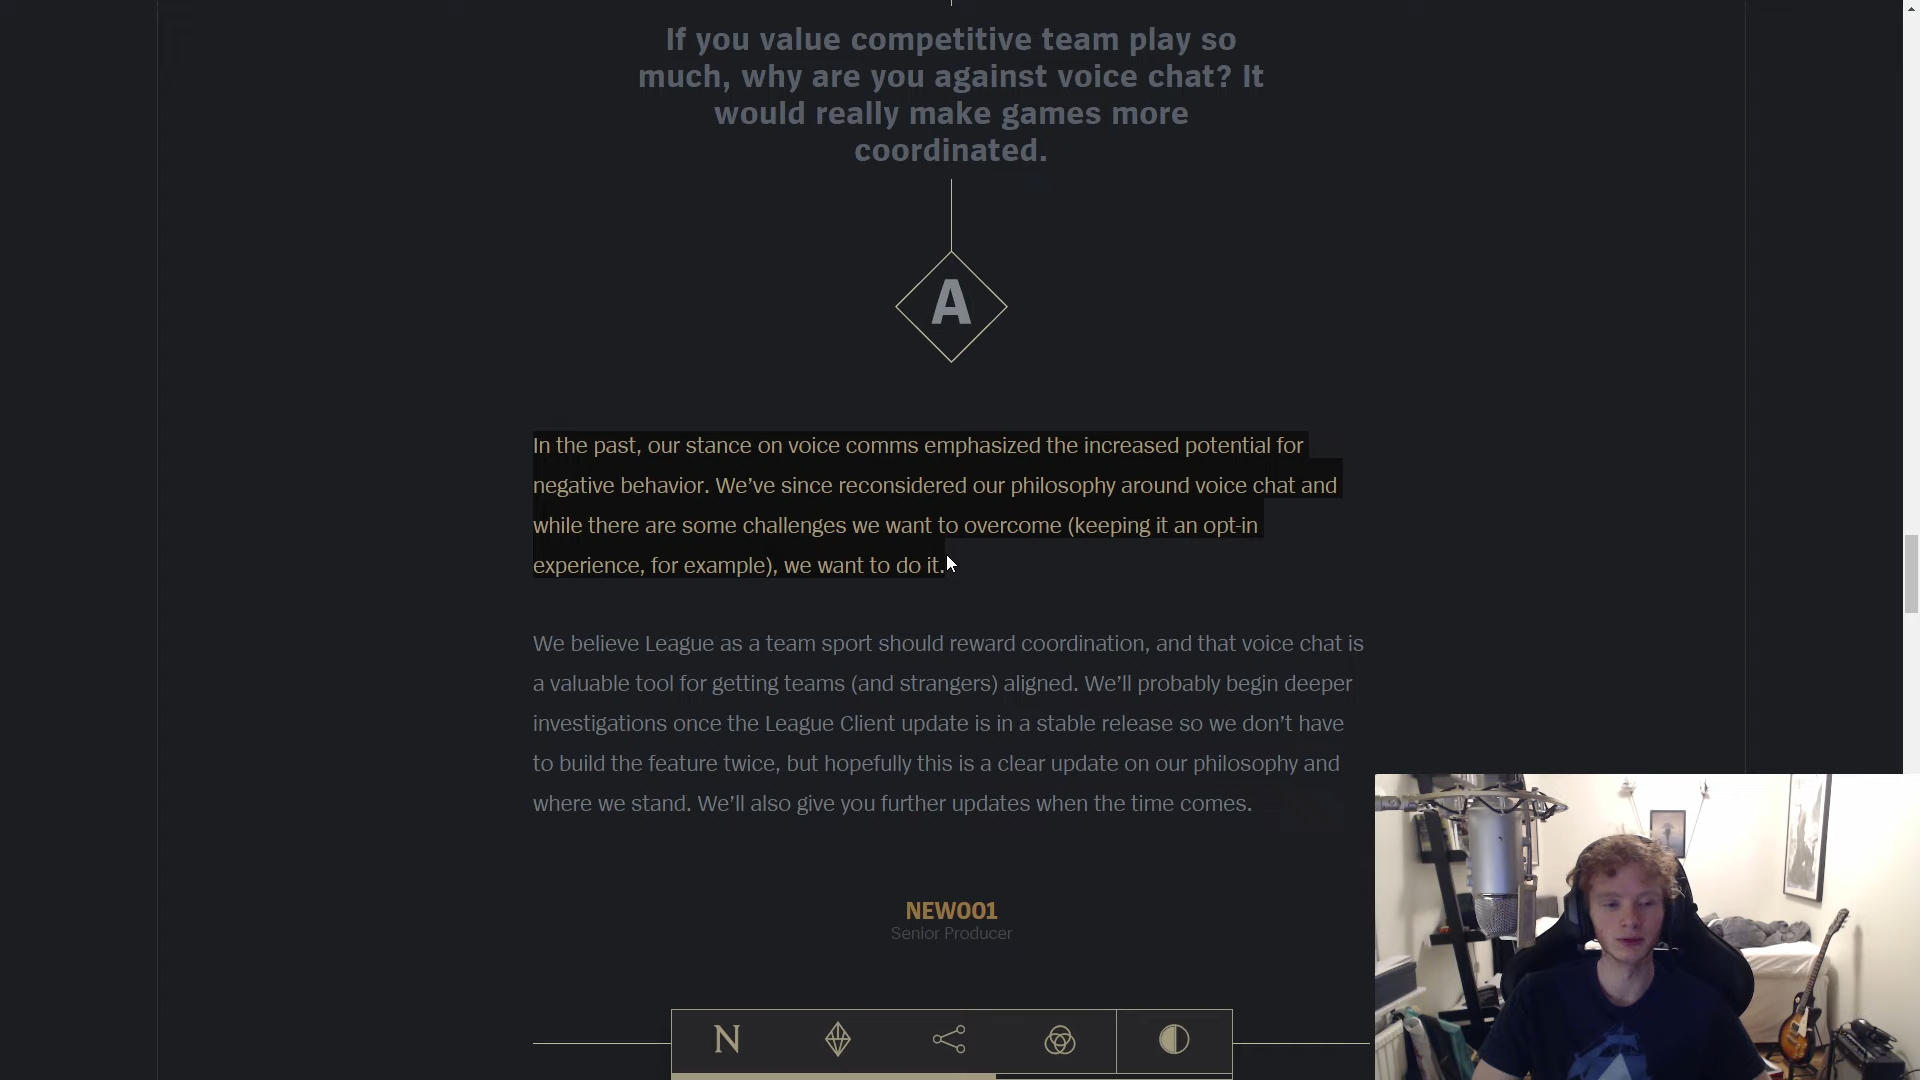 If you value competitive team play so
much, why are you against voice chat? It
would really make games more
coordinated.
A
In the past, our stance on voice comms emphasized the increased potential for
negative behavior. We’ve since reconsidered our philosophy around voice chat and
while there are some challenges we want to overcome (keeping it an opt-in
experience, for example), we want to do it.
We believe League as a team sport should reward coordination, and that voice chat is
a valuable tool for getting teams (and strangers) aligned. We’ll probably begin deeper
investigations once the League Client update is in a stable release so we don’t have
to build the feature twice, but hopefully this is a clear update on our philosophy and
where we stand. We’ll also give you further updates when the time comes.
NEW001
Senior Producer
N